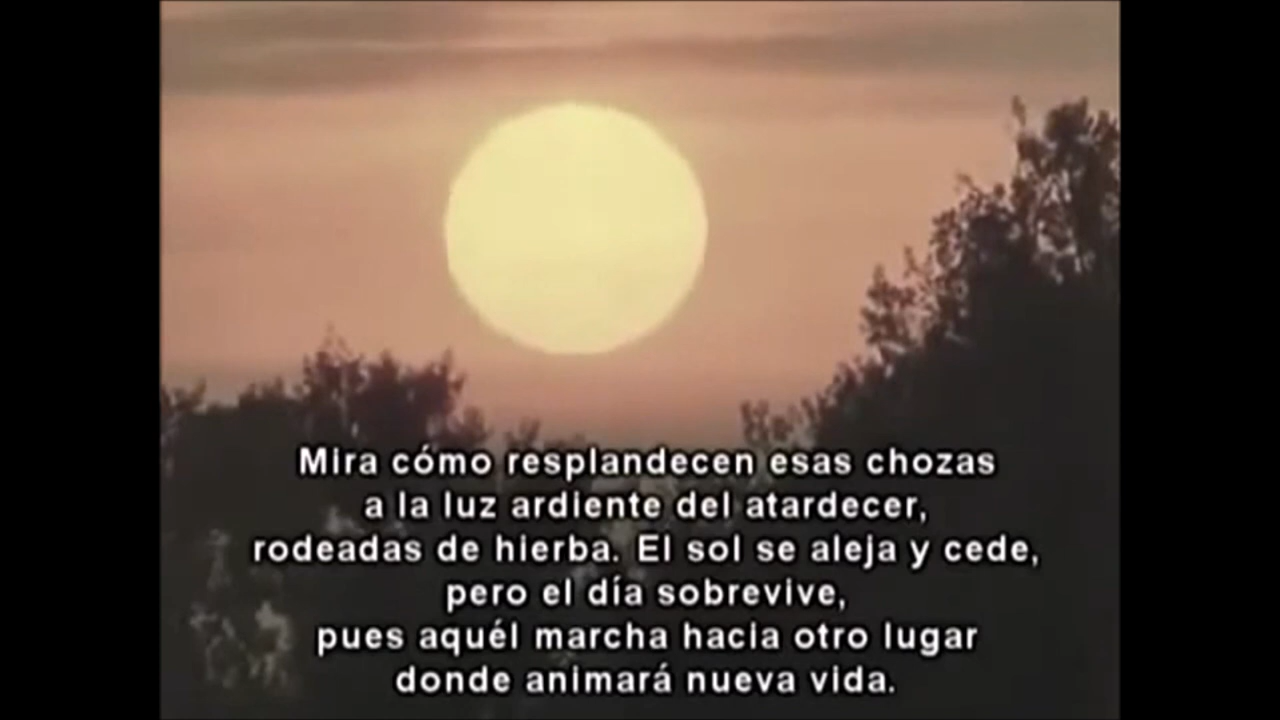 Mira cómo resplandecen esas chozas
a la luz ardiente del atardecer,
rodeadas de hierba. El sol se aleja y cede,
pero el día sobrevive,
pues aquél marcha hacia otro lugar
donde animará nueva vida.